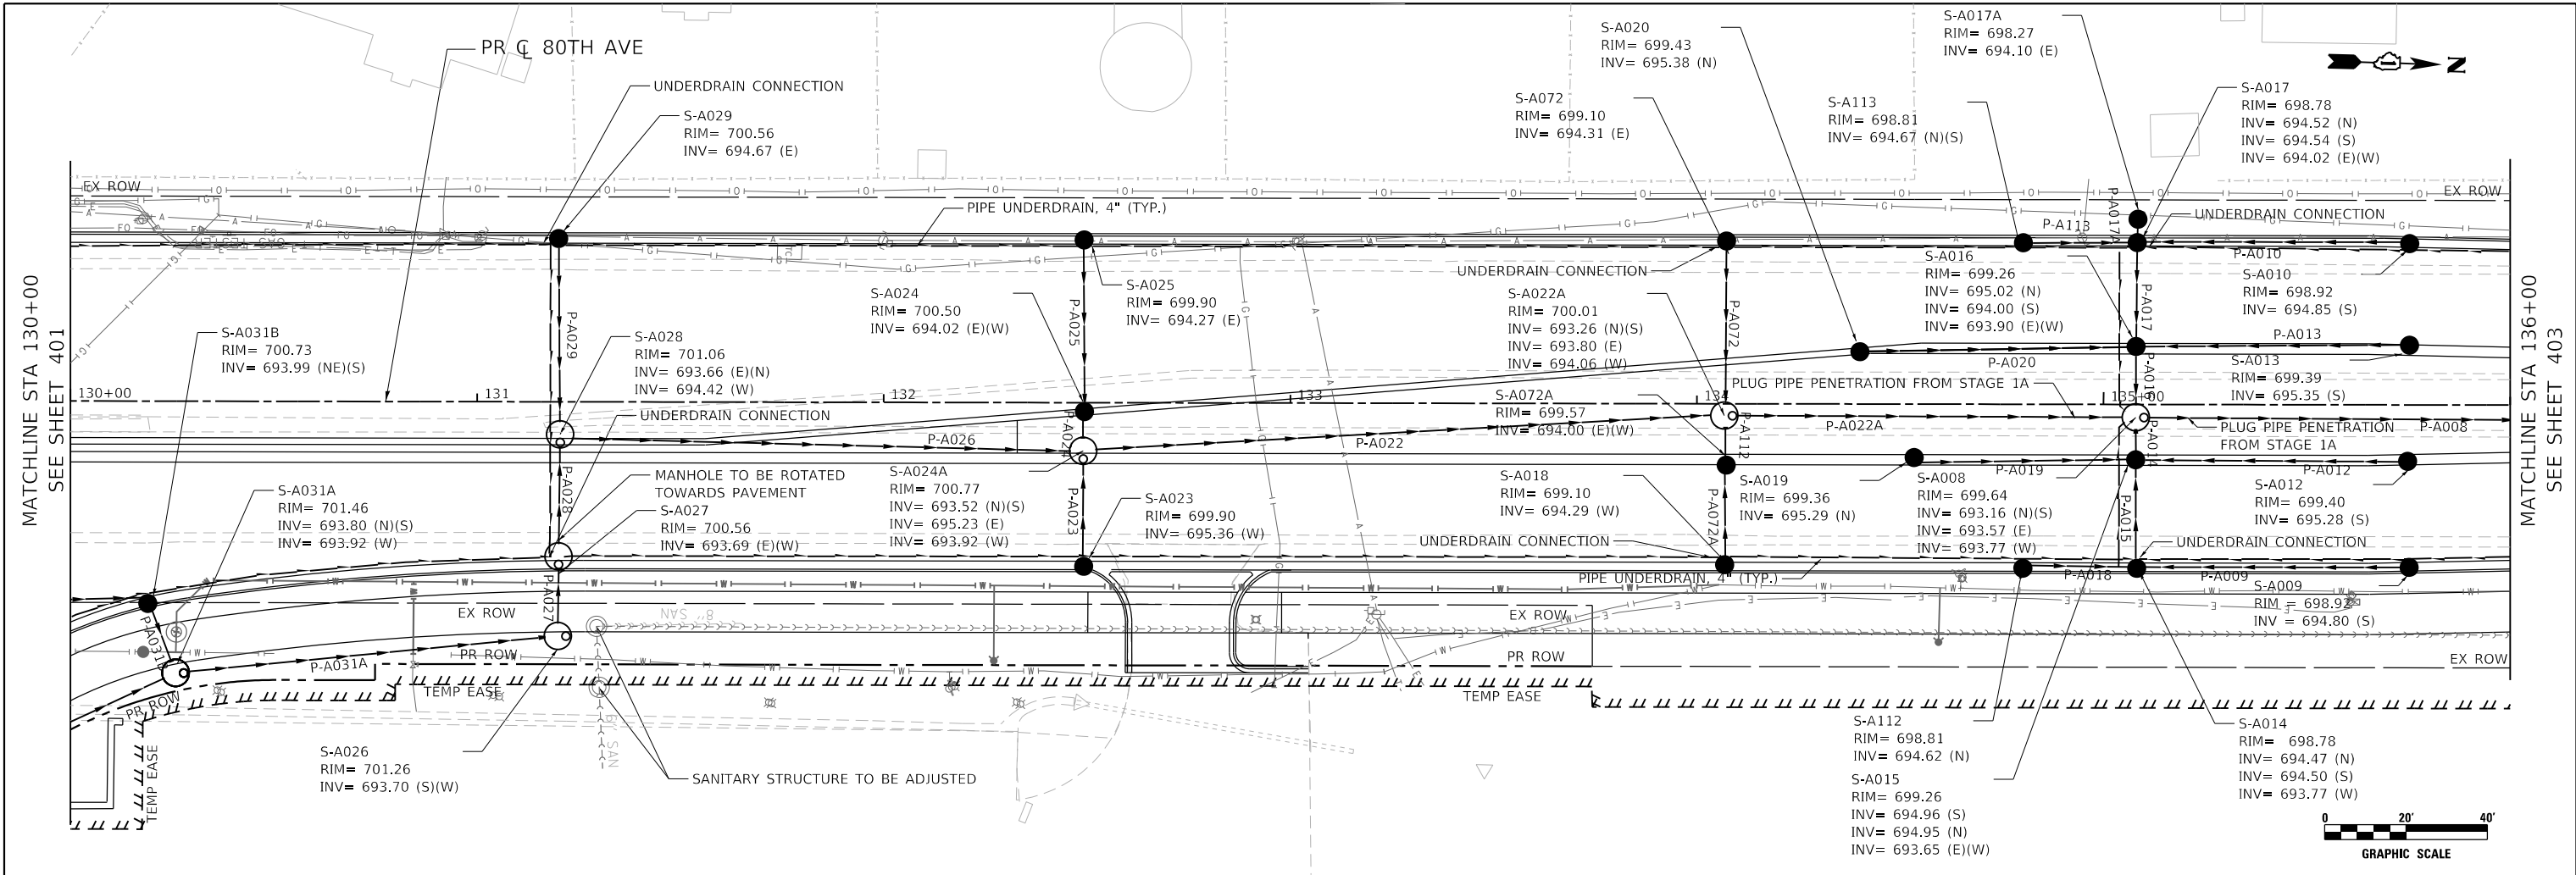 PR ℄ 80TH AVE
UNDERDRAIN CONNECTION
S-A029
RIM= 700.56
INV= 694.67 (E)
S-A020
RIM= 699.43
INV= 695.38 (N)
S-A017A
RIM= 698.27
INV= 694.10 (E)
N
S-A072
RIM= 699.10
INV= 694.31 (E)
S-A113
RIM= 698.81
INV= 694.67 (N)(S)
S-A017
RIM= 698.78
INV= 694.52 (N)
INV= 694.54 (S)
INV= 694.02 (E)(W)
EX ROW
PIPE UNDERDRAIN, 4" (TYP.)
EX ROW
P-A017A
UNDERDRAIN CONNECTION
P-A113
P-A010
MATCHLINE STA 130+00
SEE SHEET 401
S-A031B
RIM= 700.73
INV= 693.99 (NE)(S)
P-A029
S-A028
RIM= 701.06
INV= 693.66 (E)(N)
INV= 694.42 (W)
S-A024
RIM= 700.50
INV= 694.02 (E)(W)
P-A025
S-A025
RIM= 699.90
INV= 694.27 (E)
UNDERDRAIN CONNECTION
S-A022A
RIM= 700.01
INV= 693.26 (N)(S)
INV= 693.80 (E)
INV= 694.06 (W)
P-A072
S-A016
RIM= 699.26
INV= 695.02 (N)
INV= 694.00 (S)
INV= 693.90 (E)(W)
P-A017
S-A010
RIM= 698.92
INV= 694.85 (S)
P-A013
P-A020
S-A013
RIM= 699.39
INV= 695.35 (S)
MATCHLINE STA 136+00
SEE SHEET 403
130+00
131
132
133
134
135+00
PLUG PIPE PENETRATION FROM STAGE 1A
P-A016
UNDERDRAIN CONNECTION
P-A026
P-A024
P-A022
S-A072A
RIM= 699.57
INV= 694.00 (E)(W)
P-A112
P-A022A
PLUG PIPE PENETRATION
FROM STAGE 1A
P-A008
P-A014
P-A019
P-A012
S-A031A
RIM= 701.46
INV= 693.80 (N)(S)
INV= 693.92 (W)
P-A028
MANHOLE TO BE ROTATED
TOWARDS PAVEMENT
S-A027
RIM= 700.56
INV= 693.69 (E)(W)
S-A024A
RIM= 700.77
INV= 693.52 (N)(S)
INV= 695.23 (E)
INV= 693.92 (W)
P-A023
S-A023
RIM= 699.90
INV= 695.36 (W)
S-A018
RIM= 699.10
INV= 694.29 (W)
P-A072A
S-A019
RIM= 699.36
INV= 695.29 (N)
S-A008
RIM= 699.64
INV= 693.16 (N)(S)
INV= 693.57 (E)
INV= 693.77 (W)
P-A015
S-A012
RIM= 699.40
INV= 695.28 (S)
UNDERDRAIN CONNECTION
UNDERDRAIN CONNECTION
PIPE UNDERDRAIN, 4" (TYP.)
P-A018
P-A009
S-A009
RIM = 698.92
INV = 694.80 (S)
P-A027
EX ROW
8" SAN
EX ROW
P-A031B
P-A031A
PR ROW
PR ROW
EX ROW
PR ROW
TEMP EASE
TEMP EASE
TEMP EASE
6" SAN
S-A026
RIM= 701.26
INV= 693.70 (S)(W)
SANITARY STRUCTURE TO BE ADJUSTED
S-A112
RIM= 698.81
INV= 694.62 (N)
S-A015
RIM= 699.26
INV= 694.96 (S)
INV= 694.95 (N)
INV= 693.65 (E)(W)
S-A014
RIM= 698.78
INV= 694.47 (N)
INV= 694.50 (S)
INV= 693.77 (W)
0 20' 40'
GRAPHIC SCALE